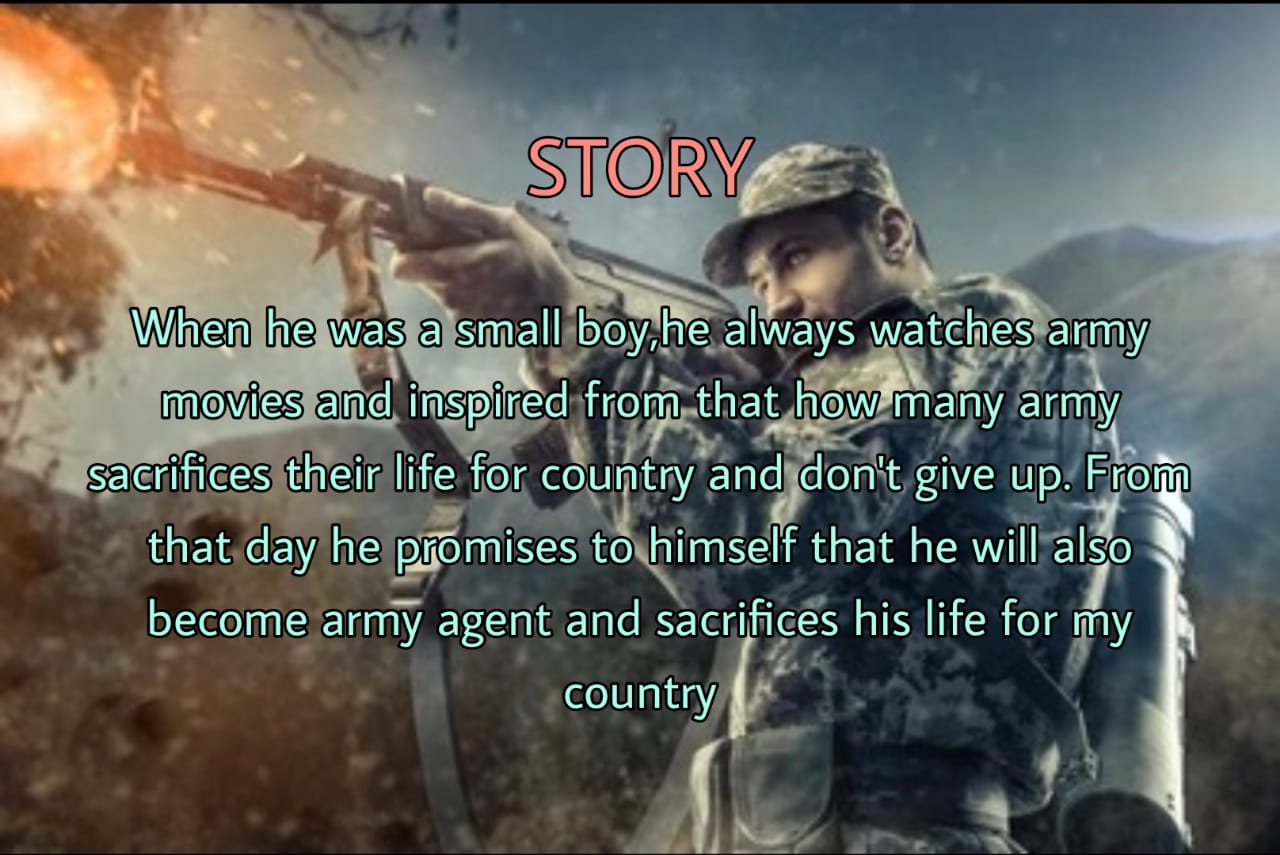 STORY
When he was a small boy,he always watches army
movies and inspired from that how many army
sacrifices their life for country and don't give up. From
that day he promises to himself that he will also
become army agent and sacrifices his life for my
country